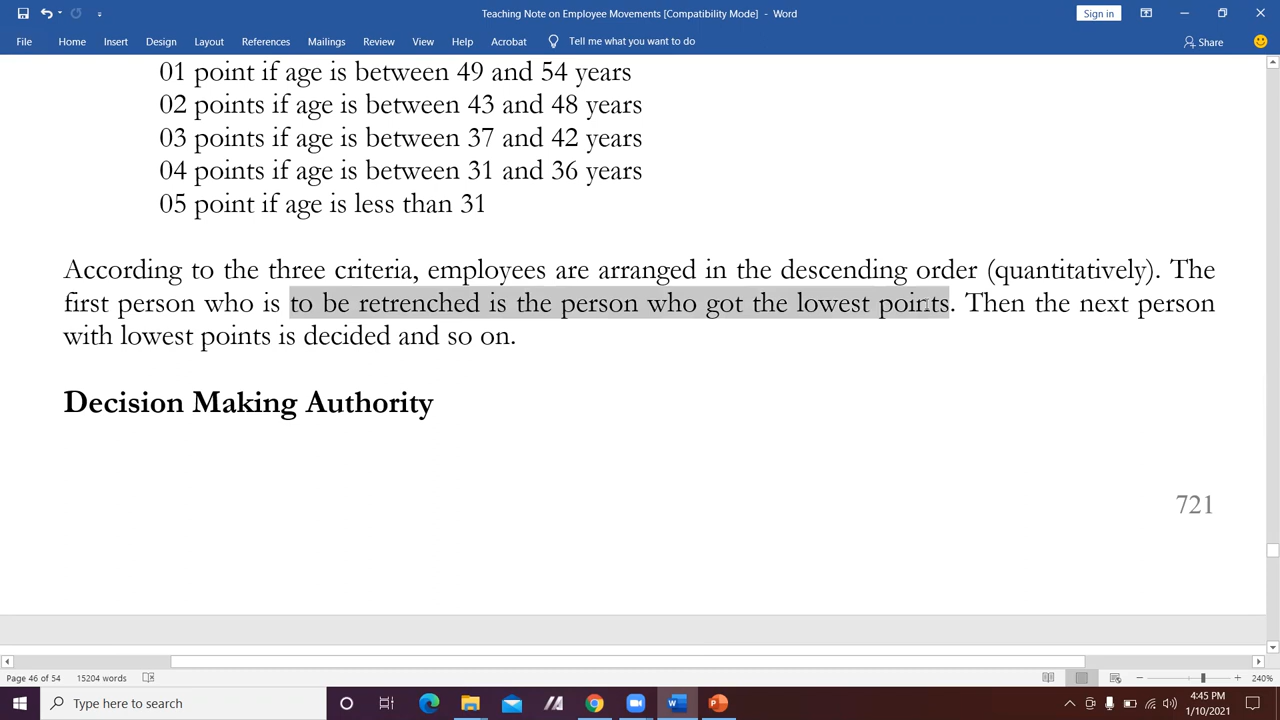 Teaching Note on Employee Movements [Compatibility Mode] - Word
Sign in
File Home Insert Design Layout References Mailings Review View Help Acrobat Tell me what you want to do
Share
01 point if age is between 49 and 54 years
02 points if age is between 43 and 48 years
03 points if age is between 37 and 42 years
04 points if age is between 31 and 36 years
05 point if age is less than 31
According to the three criteria, employees are arranged in the descending order (quantitatively). The
first person who is to be retrenched is the person who got the lowest points. Then the next person
with lowest points is decided and so on.
Decision Making Authority
721
Page 46 of 54 15204 words
240%
Type here to search
4:45 PM
1/10/2021